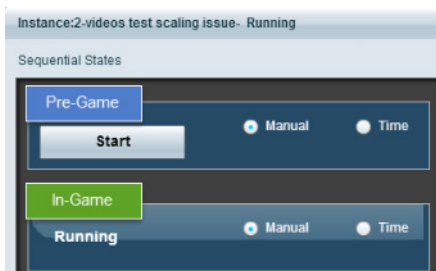 Instance:2-videos test scaling issue- Running
Sequential States
Pre-Game
Start
Manual
Time
In-Game
Running
Manual
Time